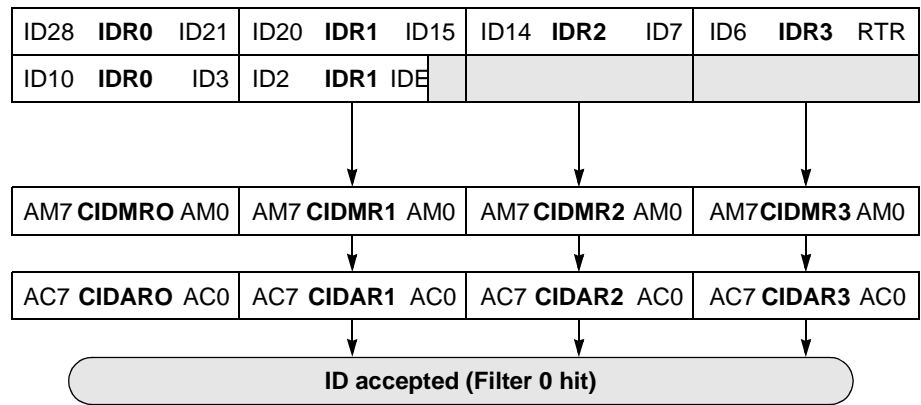 ID28 IDR0 ID21 ID20 IDR1 ID15 ID14 IDR2 ID7 ID6 IDR3 RTR
ID10 IDR0 ID3 ID2 IDR1 IDE
AM7 CIDMRO AM0 AM7 CIDMR1 AM0 AM7 CIDMR2 AM0 AM7 CIDMR3 AM0
AC7 CIDARO AC0 AC7 CIDAR1 AC0 AC7 CIDAR2 AC0 AC7 CIDAR3 AC0
ID accepted (Filter 0 hit)